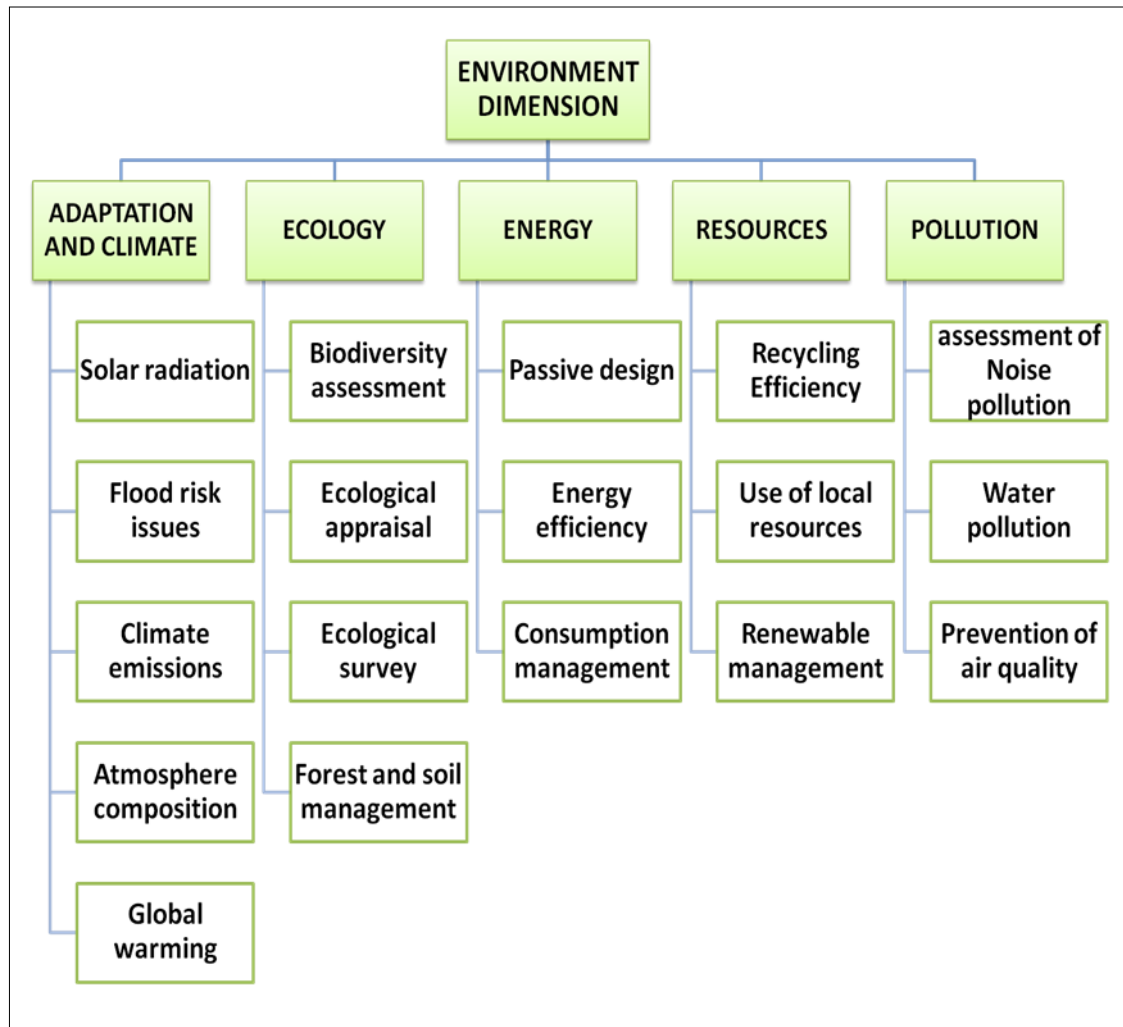 ENVIRONMENT
DIMENSION
ADAPTATION
AND CLIMATE
ECOLOGY
ENERGY
RESOURCES
POLLUTION
Solar radiation
Flood risk
issues
Climate
emissions
Atmosphere
composition
Global
warming
Biodiversity
assessment
Ecological
appraisal
Ecological
survey
Forest and soil
management
Passive design
Energy
efficiency
Consumption
management
Recycling
Efficiency
Use of local
resources
Renewable
management
assessment of
Noise
pollution
Water
pollution
Prevention of
air quality